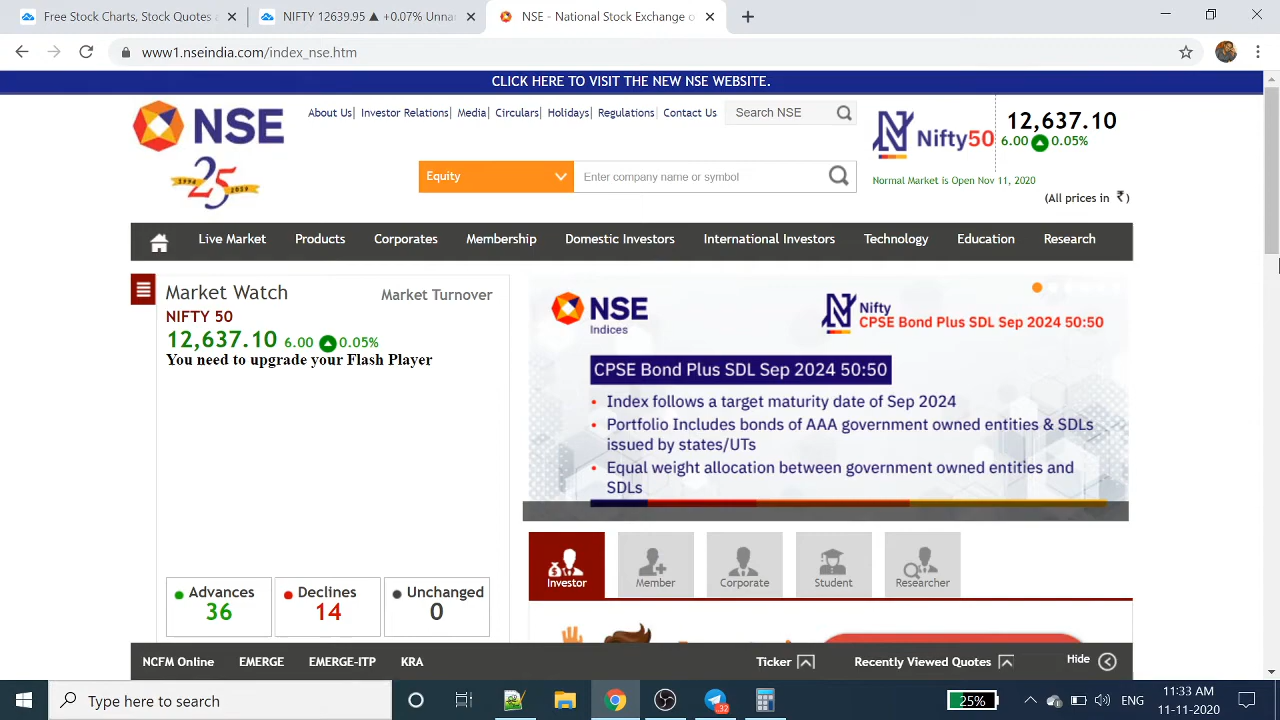 Free Stock Charts, Stock Quotes a
NIFTY 12639.95 ▲ +0.07% Unna
NSE - National Stock Exchange o
www1.nseindia.com/index_nse.htm
CLICK HERE TO VISIT THE NEW NSE WEBSITE.
NSE
25
About Us| Investor Relations| Media| Circulars| Holidays| Regulations| Contact Us
Search NSE
Equity
Enter company name or symbol
Nifty50
12,637.10
6.00 0.05%
Normal Market is Open Nov 11, 2020
(All prices in ₹)
Live Market Products Corporates Membership Domestic Investors International Investors Technology Education Research
Market Watch
Market Turnover
NIFTY 50
12,637.10 6.00 0.05%
You need to upgrade your Flash Player
Advances
36
Declines
14
Unchanged
0
NSE
Indices
Nifty
CPSE Bond Plus SDL Sep 2024 50:50
CPSE Bond Plus SDL Sep 2024 50:50
• Index follows a target maturity date of Sep 2024
• Portfolio Includes bonds of AAA government owned entities & SDLs
issued by states/UTs
• Equal weight allocation between government owned entities and
SDLs
Investor
Member
Corporate
Student
Researcher
NCFM Online EMERGE EMERGE-ITP KRA
Ticker
Recently Viewed Quotes
Hide
Type here to search
32
25%
ENG
11:33 AM
11-11-2020